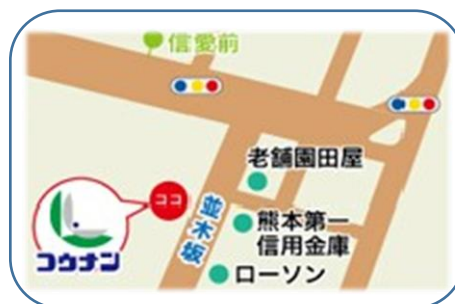 信愛前
老舗園田屋
ココ
並木坂
熊本第一
信用金庫
コウナン
ローソン